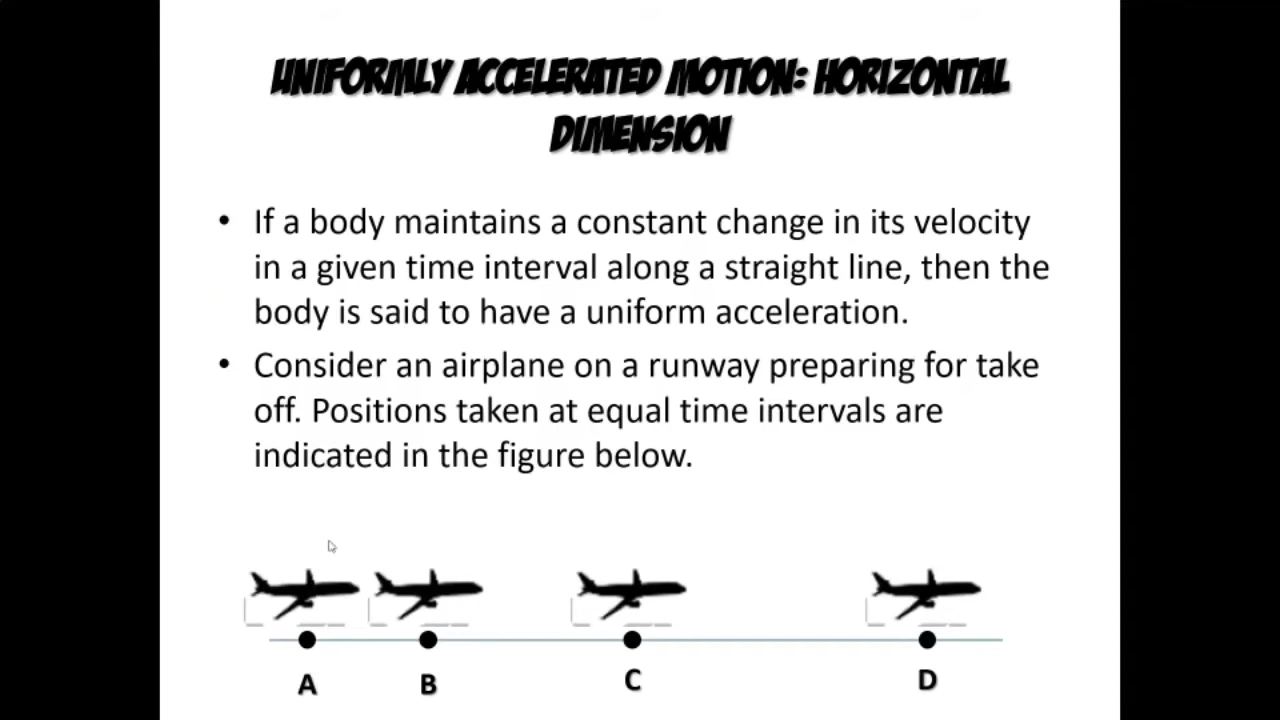 UNIFORMLY ACCELERATED MOTION: HORIZONTAL
DIMENSION
• If a body maintains a constant change in its velocity
in a given time interval along a straight line, then the
body is said to have a uniform acceleration.
• Consider an airplane on a runway preparing for take
off. Positions taken at equal time intervals are
indicated in the figure below.
A B C D